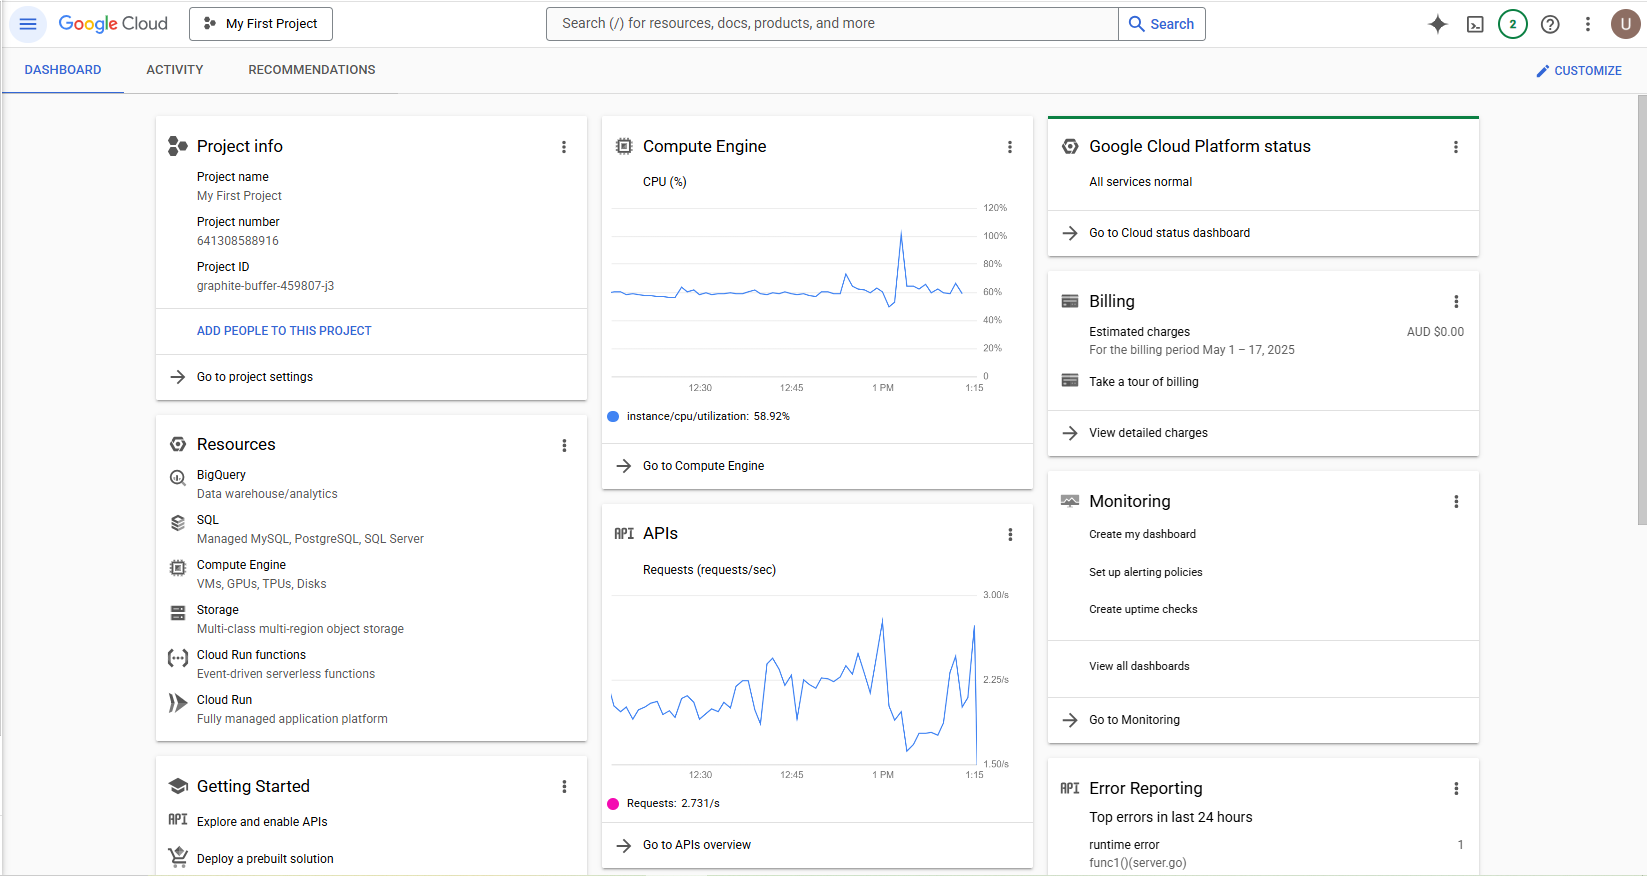 Google Cloud
My First Project
Search (/) for resources, docs, products, and more
Search
2
U
DASHBOARD
ACTIVITY
RECOMMENDATIONS
CUSTOMIZE
Project info
Project name
My First Project
Project number
641308588916
Project ID
graphite-buffer-459807-j3
ADD PEOPLE TO THIS PROJECT
Go to project settings
Resources
BigQuery
Data warehouse/analytics
SQL
Managed MySQL, PostgreSQL, SQL Server
Compute Engine
VMs, GPUs, TPUs, Disks
Storage
Multi-class multi-region object storage
Cloud Run functions
Event-driven serverless functions
Cloud Run
Fully managed application platform
Getting Started
API
Explore and enable APIs
Deploy a prebuilt solution
Compute Engine
CPU (%)
120%
100%
80%
60%
40%
20%
0
12:30
12:45
1 PM
1:15
instance/cpu/utilization: 58.92%
Go to Compute Engine
API
APIs
Requests (requests/sec)
3.00/s
2.25/s
1.50/s
12:30
12:45
1 PM
1:15
Requests: 2.731/s
Go to APIs overview
Google Cloud Platform status
All services normal
Go to Cloud status dashboard
Billing
Estimated charges
AUD $0.00
For the billing period May 1 – 17, 2025
Take a tour of billing
View detailed charges
Monitoring
Create my dashboard
Set up alerting policies
Create uptime checks
View all dashboards
Go to Monitoring
API
Error Reporting
Top errors in last 24 hours
runtime error
1
func1()(server.go)